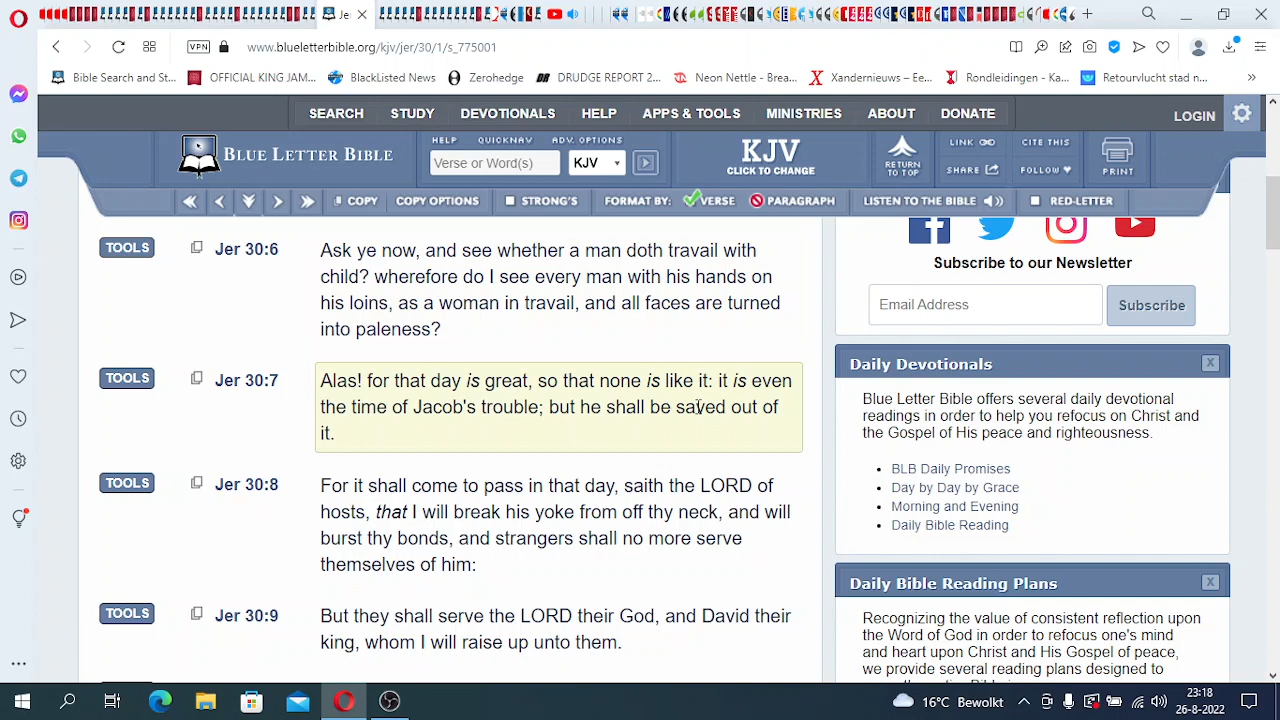 Je
www.blueletterbible.org/kjv/jer/30/1/s_775001
VPN
Bible Search and St...
OFFICIAL KING JAM...
BlackListed News
Zerohedge
DRUDGE REPORT 2...
Neon Nettle - Brea...
Xandernieuws – Ee...
Rondleidingen - Ka...
Retourvlucht stad n...
»
SEARCH
STUDY
DEVOTIONALS
HELP
APPS & TOOLS
MINISTRIES
ABOUT
DONATE
LOGIN
BLUE LETTER BIBLE
HELP
QUICKNAV
ADV. OPTIONS
Verse or Word(s)
KJV
KJV
CLICK TO CHANGE
RETURN
TO TOP
LINK
CITE THIS
SHARE
FOLLOW
PRINT
COPY
COPY OPTIONS
STRONG'S
FORMAT BY:
VERSE
PARAGRAPH
LISTEN TO THE BIBLE
RED-LETTER
TOOLS
Jer 30:6
Ask ye now, and see whether a man doth travail with
child? wherefore do I see every man with his hands on
his loins, as a woman in travail, and all faces are turned
into paleness?
TOOLS
Jer 30:7
Alas! for that day is great, so that none is like it: it is even
the time of Jacob's trouble; but he shall be saved out of
it.
TOOLS
Jer 30:8
For it shall come to pass in that day, saith the LORD of
hosts, that I will break his yoke from off thy neck, and will
burst thy bonds, and strangers shall no more serve
themselves of him:
TOOLS
Jer 30:9
But they shall serve the LORD their God, and David their
king, whom I will raise up unto them.
Subscribe to our Newsletter
Email Address
Subscribe
Daily Devotionals
X
Blue Letter Bible offers several daily devotional
readings in order to help you refocus on Christ and
the Gospel of His peace and righteousness.
BLB Daily Promises
Day by Day by Grace
Morning and Evening
Daily Bible Reading
Daily Bible Reading Plans
X
Recognizing the value of consistent reflection upon
the Word of God in order to refocus one's mind
and heart upon Christ and His Gospel of peace,
we provide several reading plans designed to
16°C Bewolkt
23:18
26-8-2022